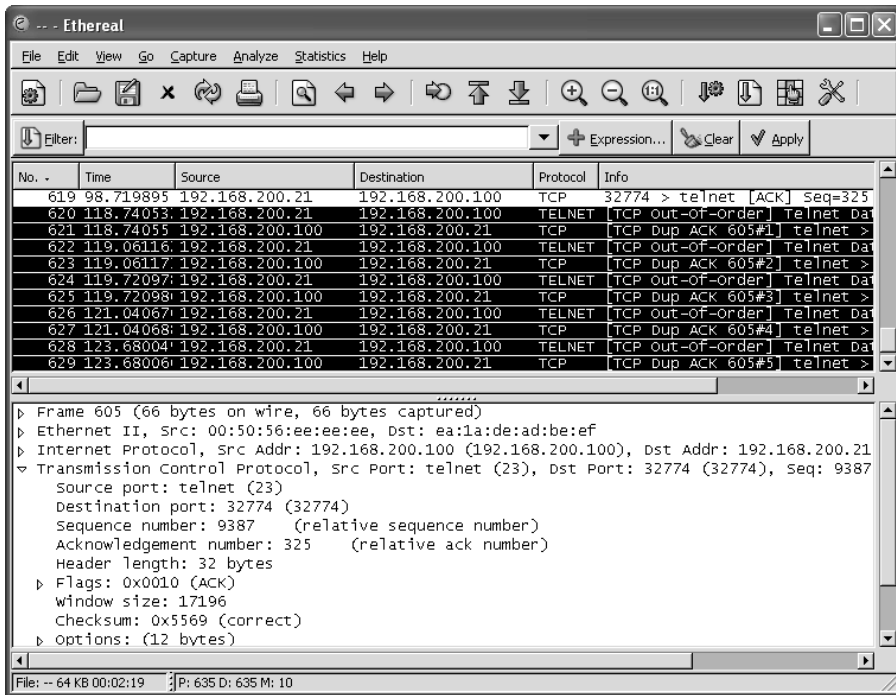 -- - Ethereal
File Edit View Go Capture Analyze Statistics Help
Filter: Expression... Clear Apply
No. Time Source Destination Protocol Info
619 98.719895 192.168.200.21 192.168.200.100 TCP 32774 > telnet [ACK] Seq=325
620 118.74053 192.168.200.21 192.168.200.100 TELNET [TCP Out-Of-Order] Telnet Dat
621 118.74055 192.168.200.100 192.168.200.21 TCP [TCP Dup ACK 605#1] telnet >
622 119.06116 192.168.200.21 192.168.200.100 TELNET [TCP Out-Of-Order] Telnet Dat
623 119.06117 192.168.200.100 192.168.200.21 TCP [TCP Dup ACK 605#2] telnet >
624 119.72097 192.168.200.21 192.168.200.100 TELNET [TCP Out-Of-Order] Telnet Dat
625 119.72098 192.168.200.100 192.168.200.21 TCP [TCP Dup ACK 605#3] telnet >
626 121.04067 192.168.200.21 192.168.200.100 TELNET [TCP Out-Of-Order] Telnet Dat
627 121.04068 192.168.200.100 192.168.200.21 TCP [TCP Dup ACK 605#4] telnet >
628 123.68004 192.168.200.21 192.168.200.100 TELNET [TCP Out-Of-Order] Telnet Dat
629 123.68006 192.168.200.100 192.168.200.21 TCP [TCP Dup ACK 605#5] telnet >
Frame 605 (66 bytes on wire, 66 bytes captured)
Ethernet II, Src: 00:50:56:ee:ee:ee, Dst: ea:1a:de:ad:be:ef
Internet Protocol, Src Addr: 192.168.200.100 (192.168.200.100), Dst Addr: 192.168.200.21
Transmission Control Protocol, Src Port: telnet (23), Dst Port: 32774 (32774), Seq: 9387
Source port: telnet (23)
Destination port: 32774 (32774)
Sequence number: 9387 (relative sequence number)
Acknowledgement number: 325 (relative ack number)
Header length: 32 bytes
Flags: 0x0010 (ACK)
Window size: 17196
Checksum: 0x5569 (correct)
Options: (12 bytes)
File: -- 64 KB 00:02:19 P: 635 D: 635 M: 10